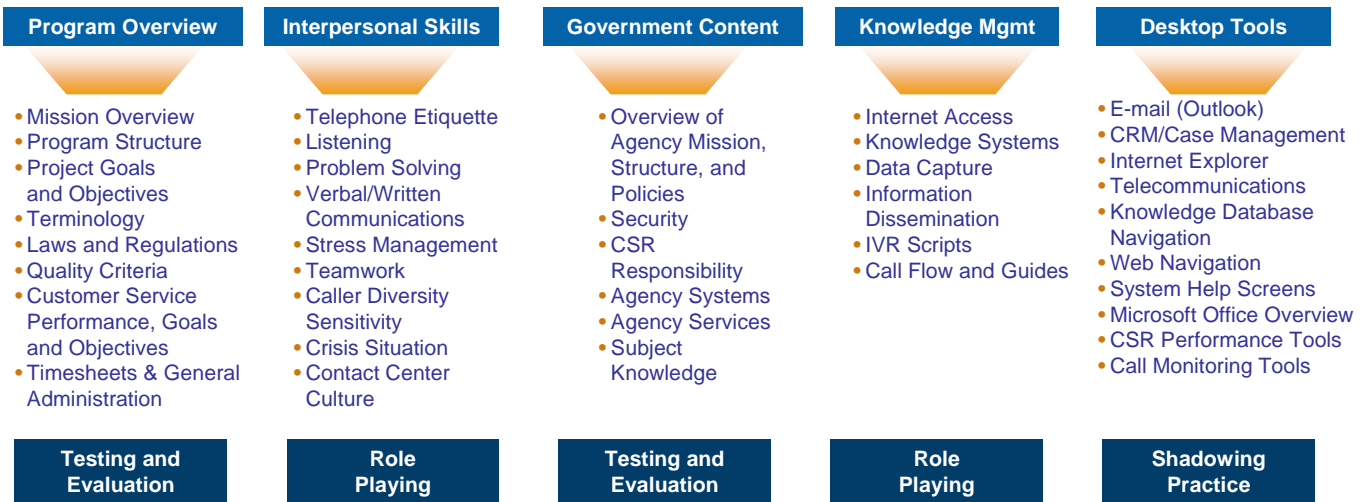 Program Overview
• Mission Overview
• Program Structure
• Project Goals
and Objectives
• Terminology
• Laws and Regulations
• Quality Criteria
• Customer Service
Performance, Goals
and Objectives
• Timesheets & General
Administration
Testing and
Evaluation
Interpersonal Skills
• Telephone Etiquette
• Listening
• Problem Solving
• Verbal/Written
Communications
• Stress Management
• Teamwork
• Caller Diversity
Sensitivity
• Crisis Situation
• Contact Center
Culture
Role
Playing
Government Content
• Overview of
Agency Mission,
Structure, and
Policies
• Security
• CSR
Responsibility
• Agency Systems
• Agency Services
• Subject
Knowledge
Testing and
Evaluation
Knowledge Mgmt
• Internet Access
• Knowledge Systems
• Data Capture
• Information
Dissemination
• IVR Scripts
• Call Flow and Guides
Role
Playing
Desktop Tools
• E-mail (Outlook)
• CRM/Case Management
• Internet Explorer
• Telecommunications
• Knowledge Database
Navigation
• Web Navigation
• System Help Screens
• Microsoft Office Overview
• CSR Performance Tools
• Call Monitoring Tools
Shadowing
Practice